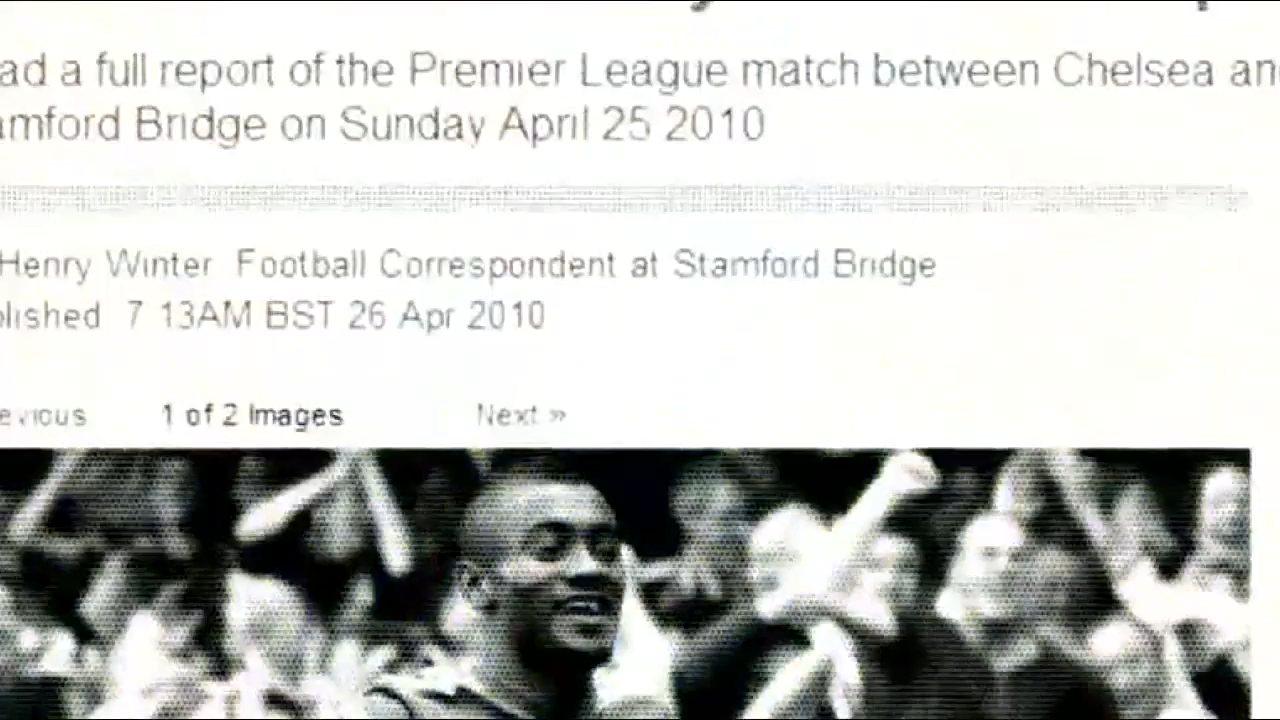 ad a full report of the Premier League match between Chelsea an
amford Bridge on Sunday April 25 2010
Henry Winter Football Correspondent at Stamford Bridge
lished 7 13AM BST 26 Apr 2010
evious 1 of 2 Images Next »